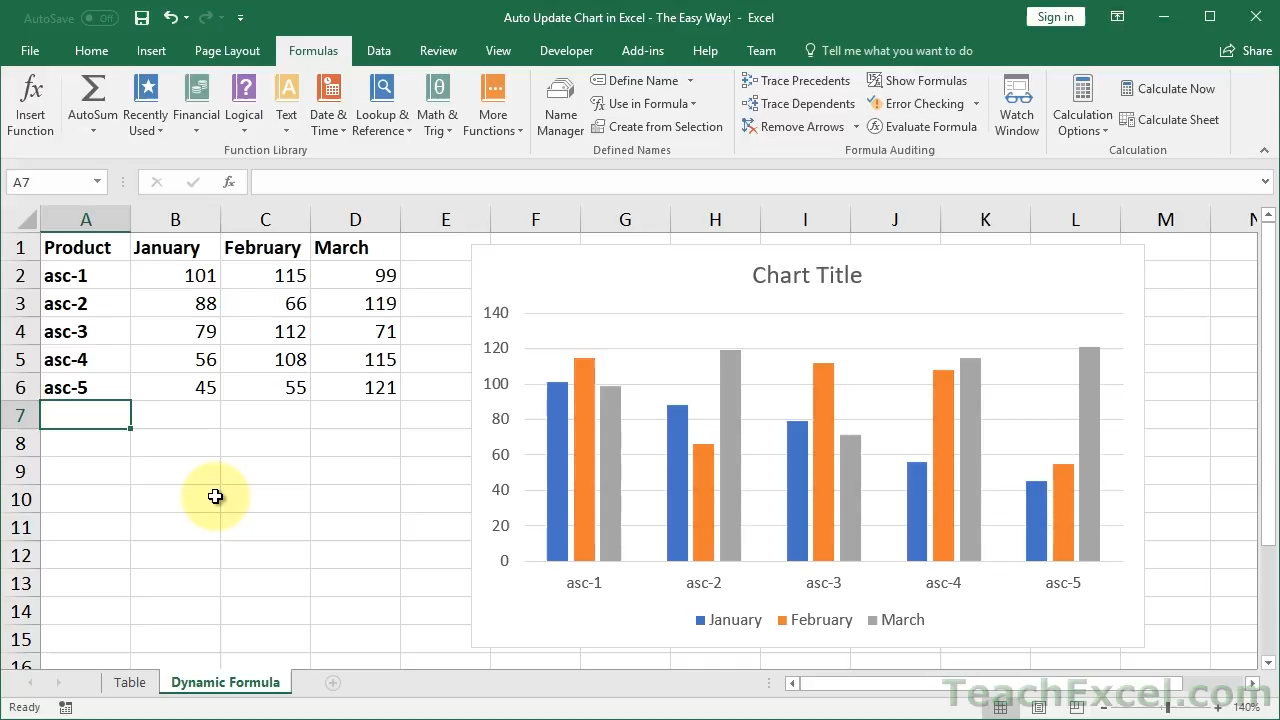 AutoSave Off Auto Update Chart in Excel - The Easy Way! - Excel Sign in
File Home Insert Page Layout Formulas Data Review View Developer Add-ins Help Team Tell me what you want to do Share
fx Insert Function
AutoSum
Recently Used
Financial
Logical
Text
Date & Time
Lookup & Reference
Math & Trig
More Functions
Function Library
Name Manager
Define Name
Use in Formula
Create from Selection
Defined Names
Trace Precedents
Trace Dependents
Remove Arrows
Show Formulas
Error Checking
Evaluate Formula
Formula Auditing
Watch Window
Calculation Options
Calculate Now
Calculate Sheet
Calculation
A7 fx
A B C D E F G H I J K L M N
1 Product January February March
2 asc-1 101 115 99
3 asc-2 88 66 119
4 asc-3 79 112 71
5 asc-4 56 108 115
6 asc-5 45 55 121
7
8
9
10
11
12
13
14
15
16
Chart Title
140
120
100
80
60
40
20
0
asc-1 asc-2 asc-3 asc-4 asc-5
January February March
Table Dynamic Formula
TeachExcel.com
Ready 140%